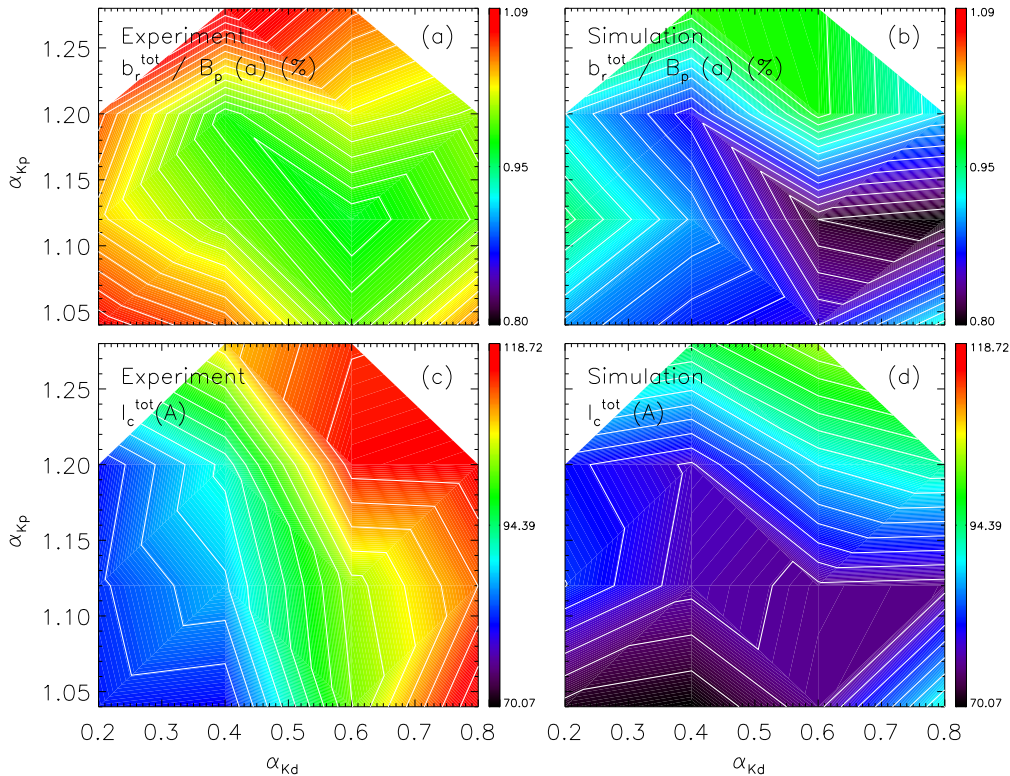 Experiment (a)
b_r^tot / B_p (a) (%)
1.28
1.20
1.15
1.10
1.05
α_Kp
1.09
0.95
0.80
Simulation (b)
b_r^tot / B_p (a) (%)
1.09
0.95
0.80
Experiment (c)
I_c^tot (A)
1.25
1.20
1.15
1.10
1.05
α_Kp
0.2 0.3 0.4 0.5 0.6 0.7 0.8
α_Kd
118.72
94.39
70.07
Simulation (d)
I_c^tot (A)
0.2 0.3 0.4 0.5 0.6 0.7 0.8
α_Kd
118.72
94.39
70.07